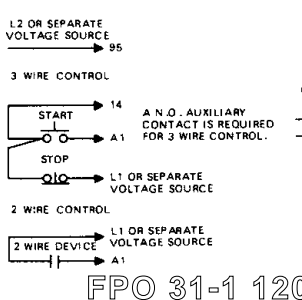 L2 OR SEPARATE
VOLTAGE SOURCE
95
3 WIRE CONTROL
14
START
A1
A N.O. AUXILIARY
CONTACT IS REQUIRED
FOR 3 WIRE CONTROL.
STOP
L1 OR SEPARATE
VOLTAGE SOURCE
2 WIRE CONTROL
L1 OR SEPARATE
VOLTAGE SOURCE
2 WIRE DEVICE
A1
FPO 31-1 120